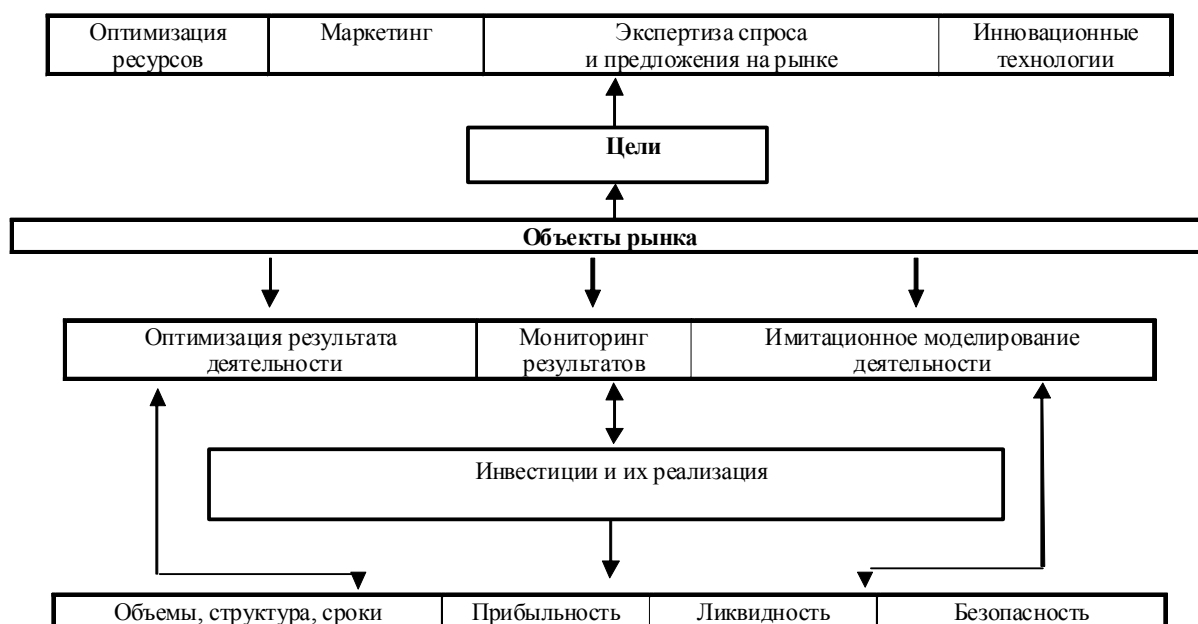 Оптимизация
ресурсов
Маркетинг
Экспертиза спроса
и предложения на рынке
Инновационные
технологии
Цели
Объекты рынка
Оптимизация результата
деятельности
Мониторинг
результатов
Имитационное моделирование
деятельности
Инвестиции и их реализация
Объемы, структура, сроки
Прибыльность
Ликвидность
Безопасность